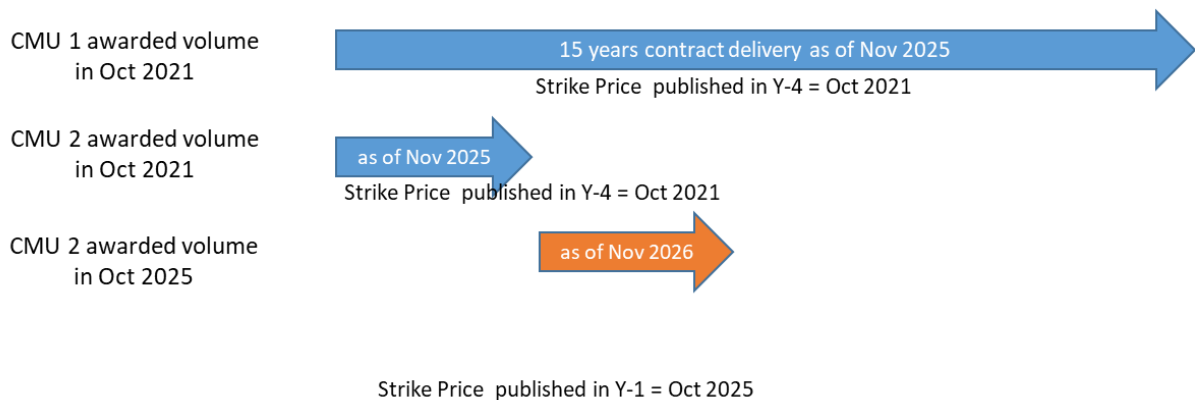 CMU 1 awarded volume
in Oct 2021
15 years contract delivery as of Nov 2025
Strike Price  published in Y-4 = Oct 2021
CMU 2 awarded volume
in Oct 2021
as of Nov 2025
Strike Price  published in Y-4 = Oct 2021
CMU 2 awarded volume
in Oct 2025
as of Nov 2026
Strike Price  published in Y-1 = Oct 2025